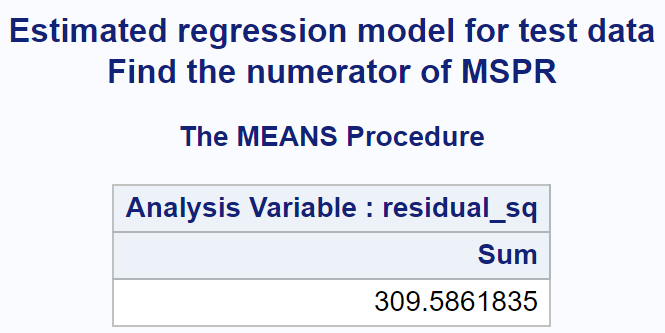 Estimated regression model for test data
Find the numerator of MSPR
The MEANS Procedure
Analysis Variable : residual_sq
Sum
309.5861835